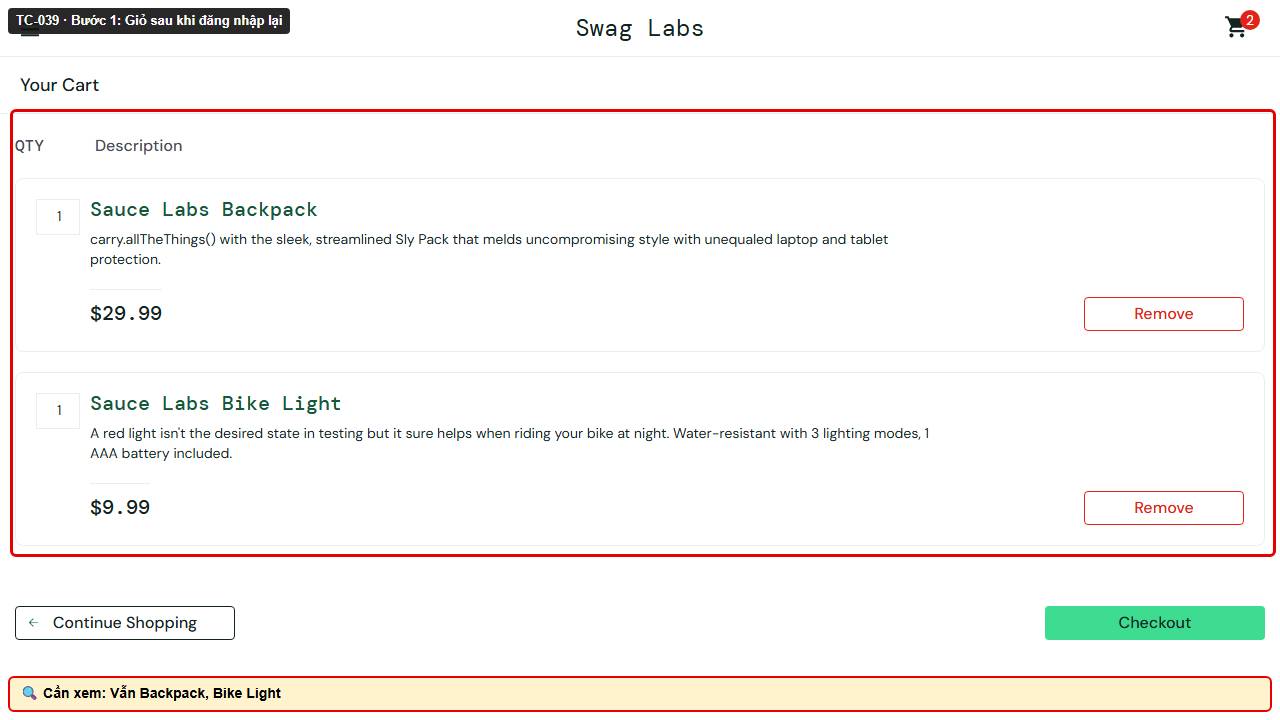 TC-039 · Bước 1: Giỏ sau khi đăng nhập lại
Swag Labs
2
Your Cart
QTY Description
1
Sauce Labs Backpack
carry.allTheThings() with the sleek, streamlined Sly Pack that melds uncompromising style with unequaled laptop and tablet
protection.
$29.99
Remove
1
Sauce Labs Bike Light
A red light isn't the desired state in testing but it sure helps when riding your bike at night. Water-resistant with 3 lighting modes, 1
AAA battery included.
$9.99
Remove
Continue Shopping
Checkout
Cần xem: Vẫn Backpack, Bike Light